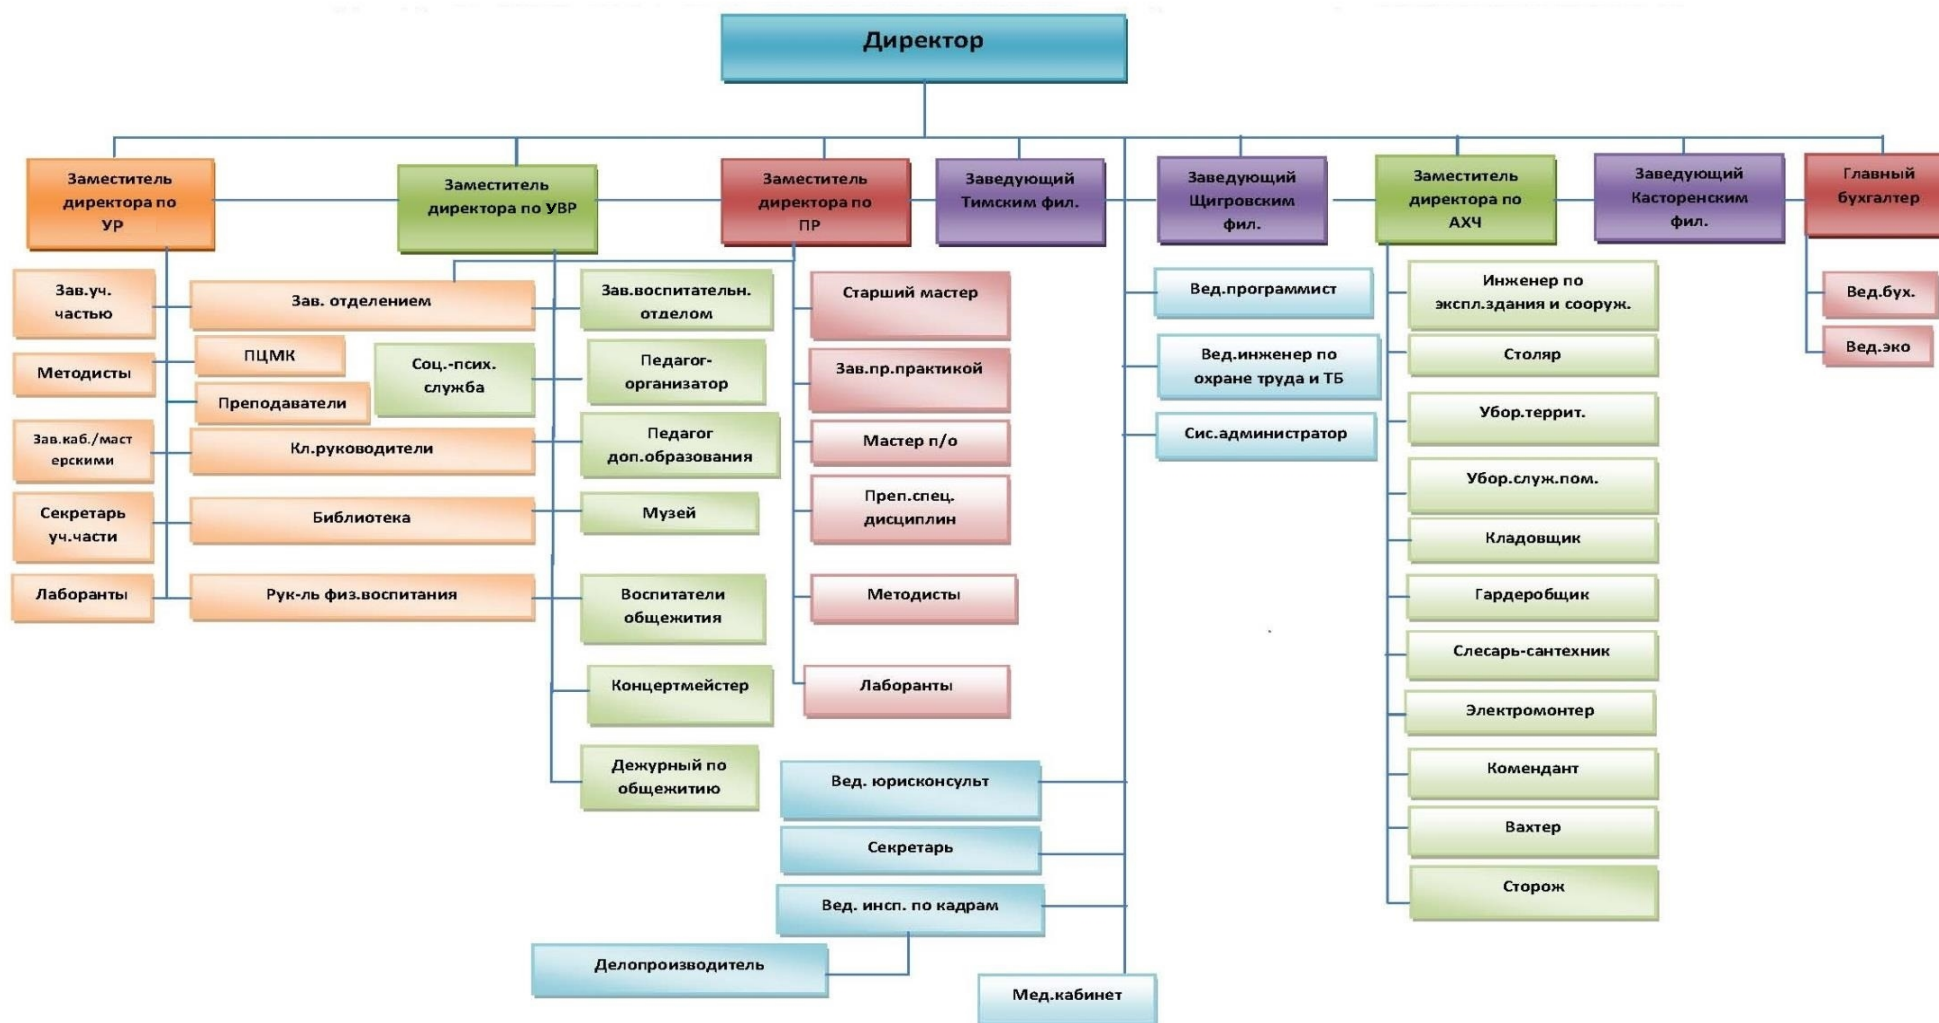 Директор
Заместитель
директора по
УР
Заместитель
директора по УВР
Заместитель
директора по
ПР
Заведующий
Тимским фил.
Заведующий
Щигровским
фил.
Заместитель
директора по
АХЧ
Заведующий
Касторенским
фил.
Главный
бухгалтер
Зав.уч.
частью
Методисты
Зав.каб./маст
ерскими
Секретарь
уч.части
Лаборанты
Зав. отделением
ПЦМК
Преподаватели
Кл.руководители
Библиотека
Рук-ль физ.воспитания
Соц.-псих.
служба
Зав.воспитательн.
отделом
Педагог-
организатор
Педагог
доп.образования
Музей
Воспитатели
общежития
Концертмейстер
Дежурный по
общежитию
Старший мастер
Зав.пр.практикой
Мастер п/о
Преп.спец.
дисциплин
Методисты
Лаборанты
Вед.программист
Вед.инженер по
охране труда и ТБ
Сис.администратор
Вед. юрисконсульт
Секретарь
Вед. инсп. по кадрам
Делопроизводитель
Мед.кабинет
Инженер по
экспл.здания и сооруж.
Столяр
Убор.террит.
Убор.служ.пом.
Кладовщик
Гардеробщик
Слесарь-сантехник
Электромонтер
Комендант
Вахтер
Сторож
Вед.бух.
Вед.эко